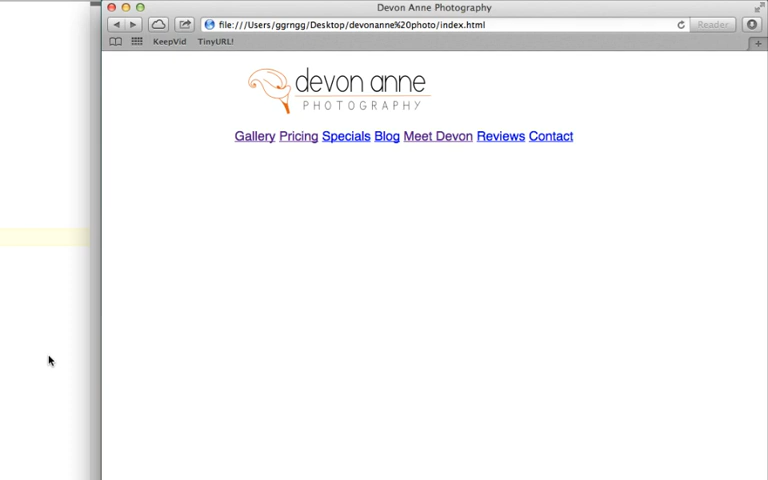 Devon Anne Photography
file:///Users/ggrngg/Desktop/devonanne%20photo/index.html
Reader
KeepVid TinyURL!
devon anne
PHOTOGRAPHY
Gallery Pricing Specials Blog Meet Devon Reviews Contact